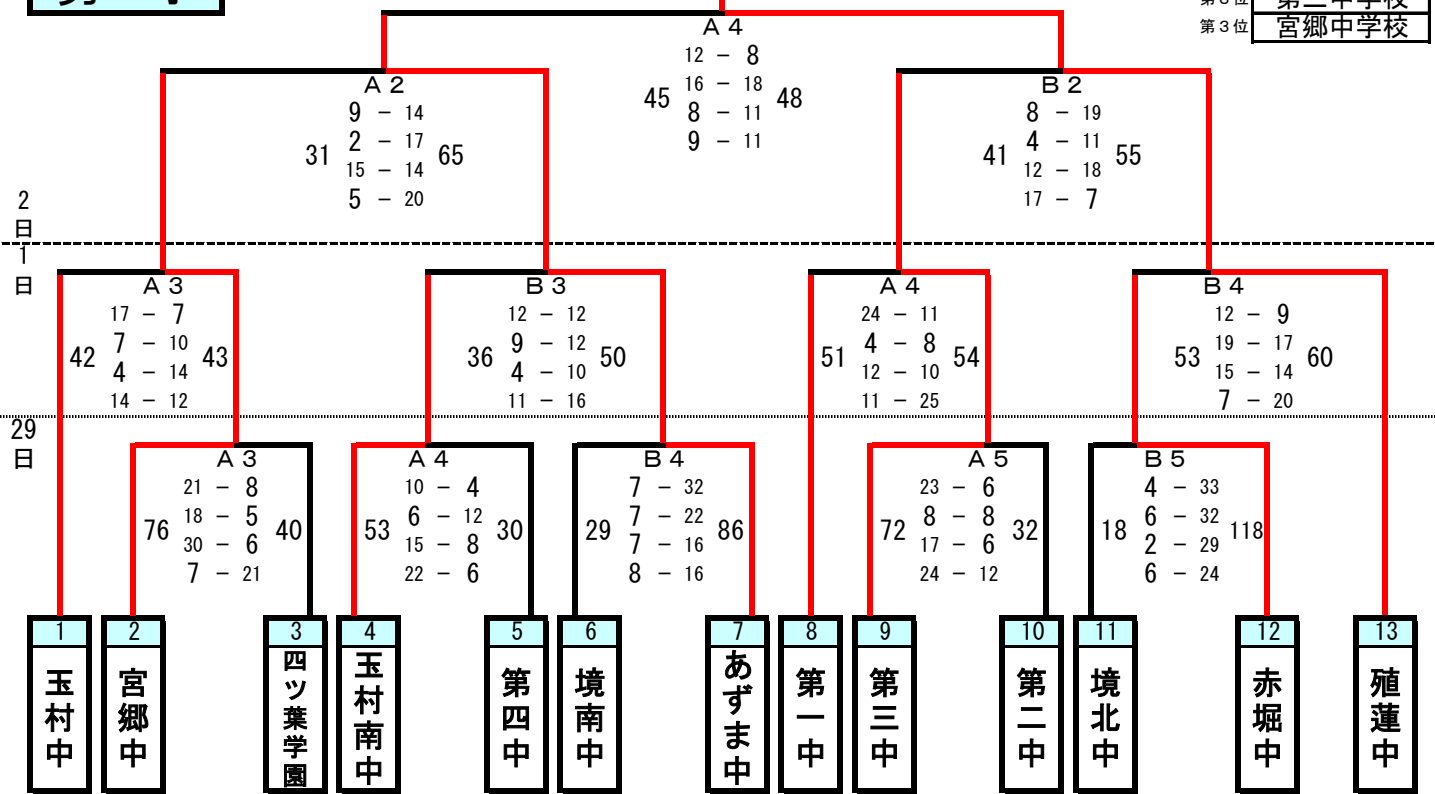 第3位 宮郷中学校
A4
12 - 8
16 - 18
45 8 - 11 48
9 - 11
A2
9 - 14
2 - 17
31 15 - 14 65
5 - 20
B2
8 - 19
4 - 11
41 12 - 18 55
17 - 7
2日
1日
A3
17 - 7
7 - 10
42 4 - 14 43
14 - 12
B3
12 - 12
9 - 12
36 4 - 10 50
11 - 16
A4
24 - 11
4 - 8
51 12 - 10 54
11 - 25
B4
12 - 9
19 - 17
53 15 - 14 60
7 - 20
29日
A3
21 - 8
18 - 5
76 30 - 6 40
7 - 21
A4
10 - 4
6 - 12
53 15 - 8 30
22 - 6
B4
7 - 32
7 - 22
29 7 - 16 86
8 - 16
A5
23 - 6
8 - 8
72 17 - 6 32
24 - 12
B5
4 - 33
6 - 32
18 2 - 29 118
6 - 24
1 玉村中
2 宮郷中
3 四ツ葉学園
4 玉村南中
5 第四中
6 境南中
7 あずま中
8 第一中
9 第三中
10 第二中
11 境北中
12 赤堀中
13 殖蓮中